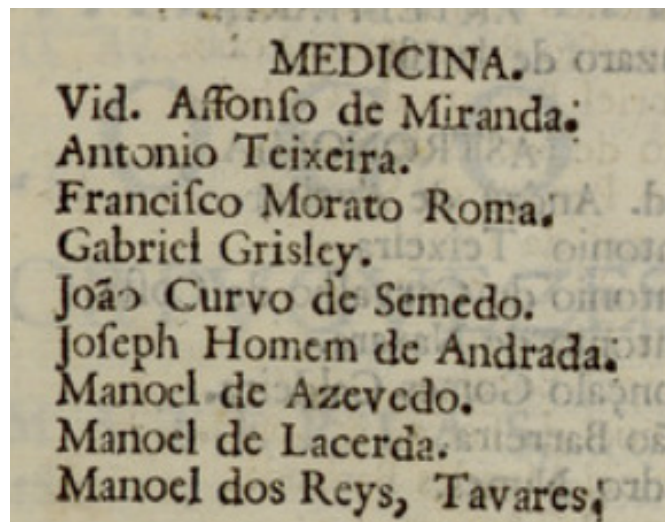 MEDICINA.
Vid. Affonſo de Miranda.
Antonio Teixeira.
Franciſco Morato Roma.
Gabriel Grisley.
João Curvo de Semedo.
Joſeph Homem de Andrada.
Manoel de Azevedo.
Manoel de Lacerda.
Manoel dos Reys, Tavares.